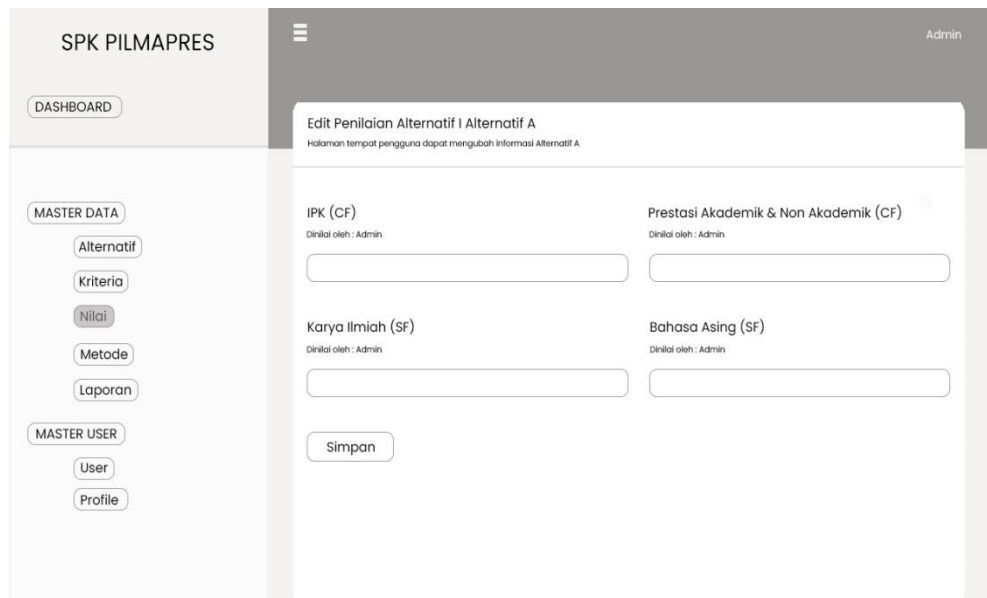 SPK PILMAPRES
DASHBOARD
MASTER DATA
Alternatif
Kriteria
Nilai
Metode
Laporan
MASTER USER
User
Profile
Admin
Edit Penilaian Alternatif | Alternatif A
Halaman tempat pengguna dapat mengubah informasi Alternatif A
IPK (CF)
Dinilai oleh : Admin
Prestasi Akademik & Non Akademik (CF)
Dinilai oleh : Admin
Karya Ilmiah (SF)
Dinilai oleh : Admin
Bahasa Asing (SF)
Dinilai oleh : Admin
Simpan